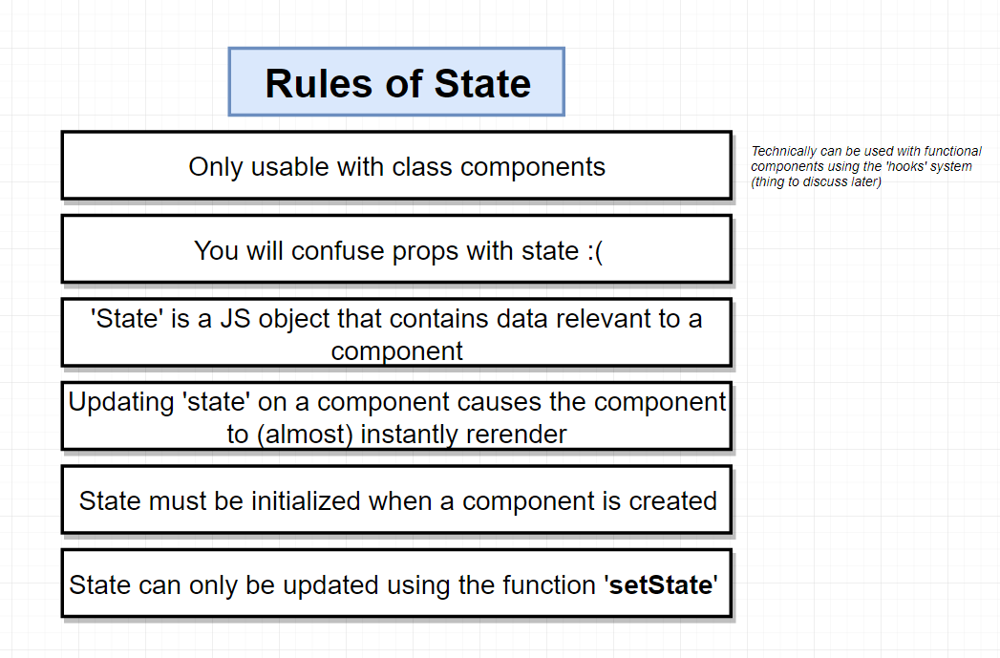 Rules of State
Only usable with class components
Technically can be used with functional
components using the 'hooks' system
(thing to discuss later)
You will confuse props with state :(
'State' is a JS object that contains data relevant to a
component
Updating 'state' on a component causes the component
to (almost) instantly rerender
State must be initialized when a component is created
State can only be updated using the function 'setState'